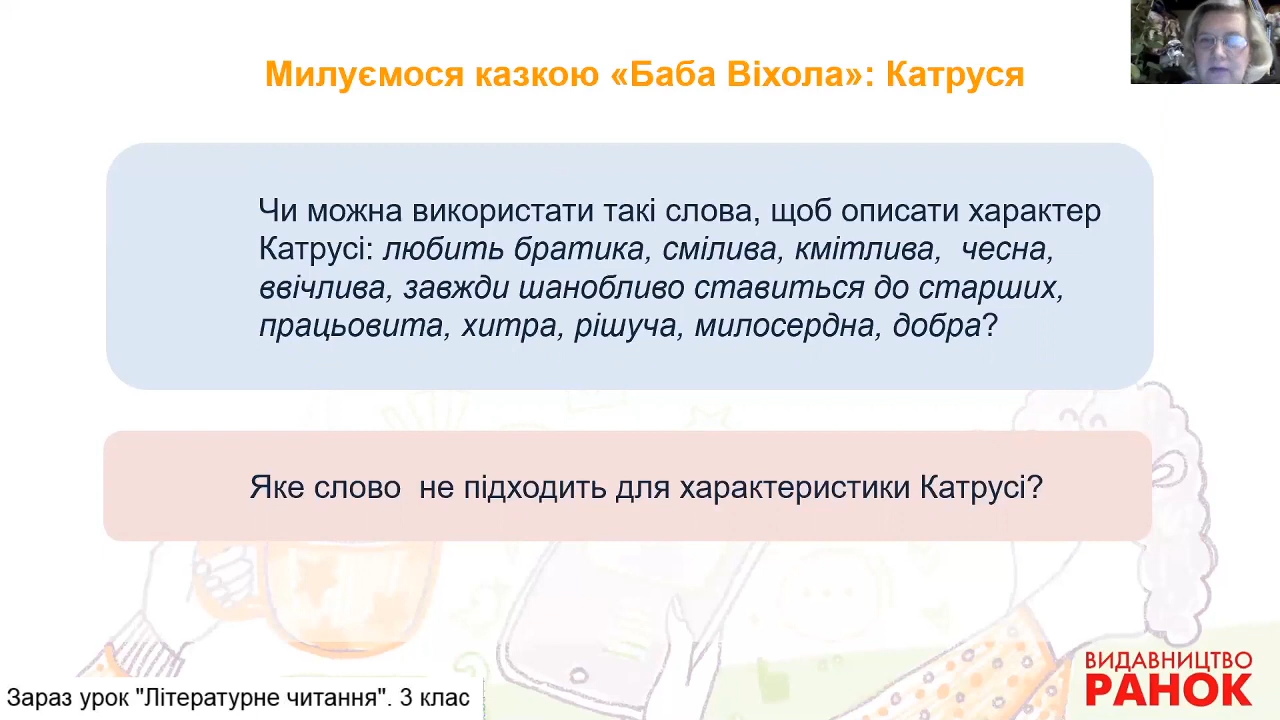 Милуємося казкою «Баба Віхола»: Катруся
Чи можна використати такі слова, щоб описати характер
Катрусі: любить братика, смілива, кмітлива,  чесна,
ввічлива, завжди шанобливо ставиться до старших,
працьовита, хитра, рішуча, милосердна, добра?
Яке слово  не підходить для характеристики Катрусі?
Зараз урок "Літературне читання". 3 клас
ВИДАВНИЦТВО
РАНОК